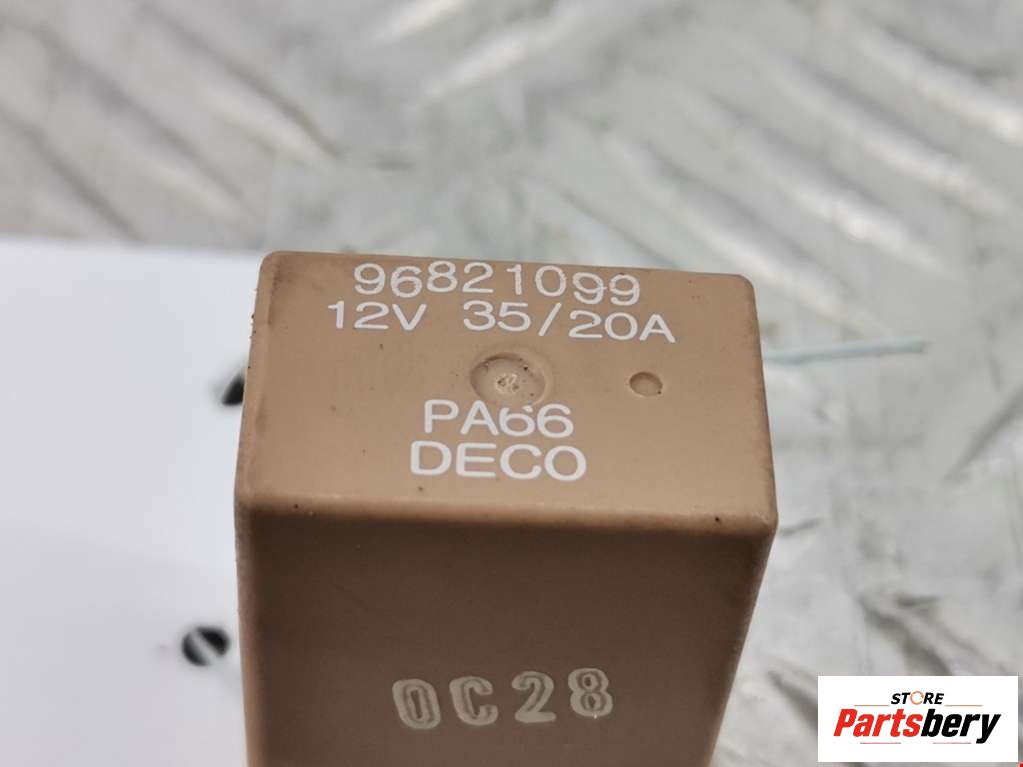 96821099
12V 35/20A
PA66
DECO
0C28
STORE
Partsbery